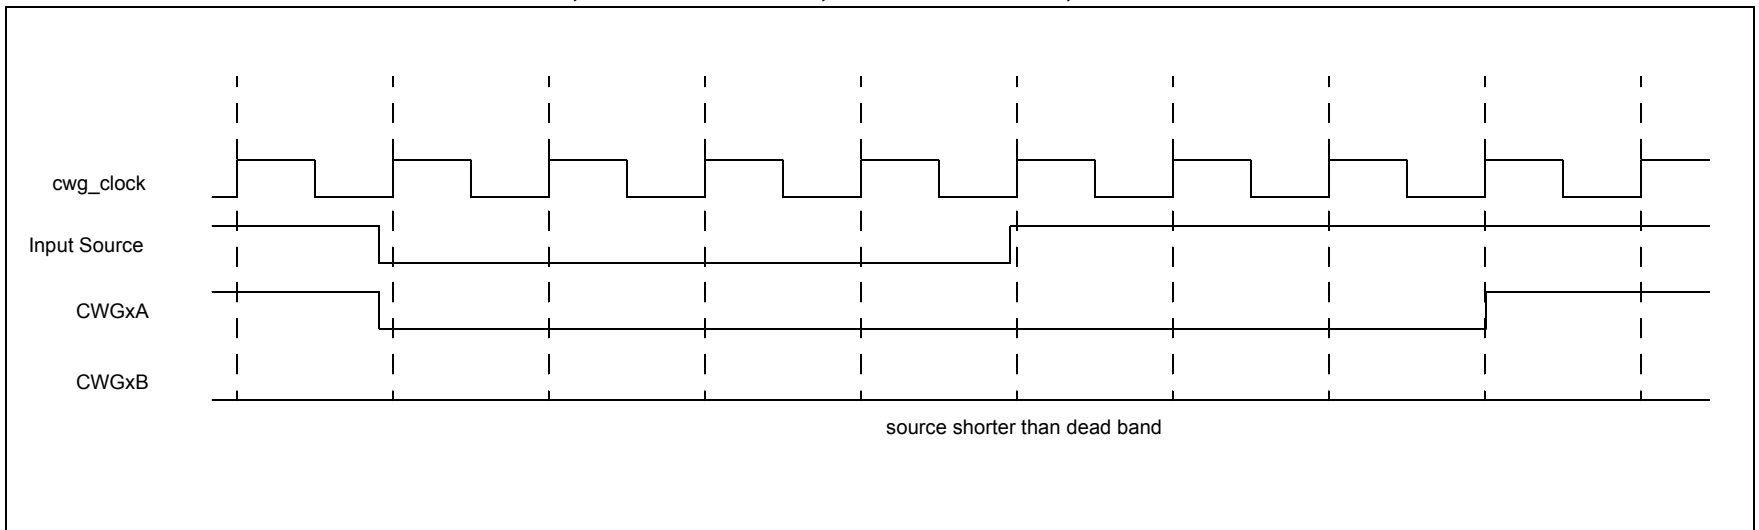 cwg_clock
Input Source
CWGxA
CWGxB
source shorter than dead band